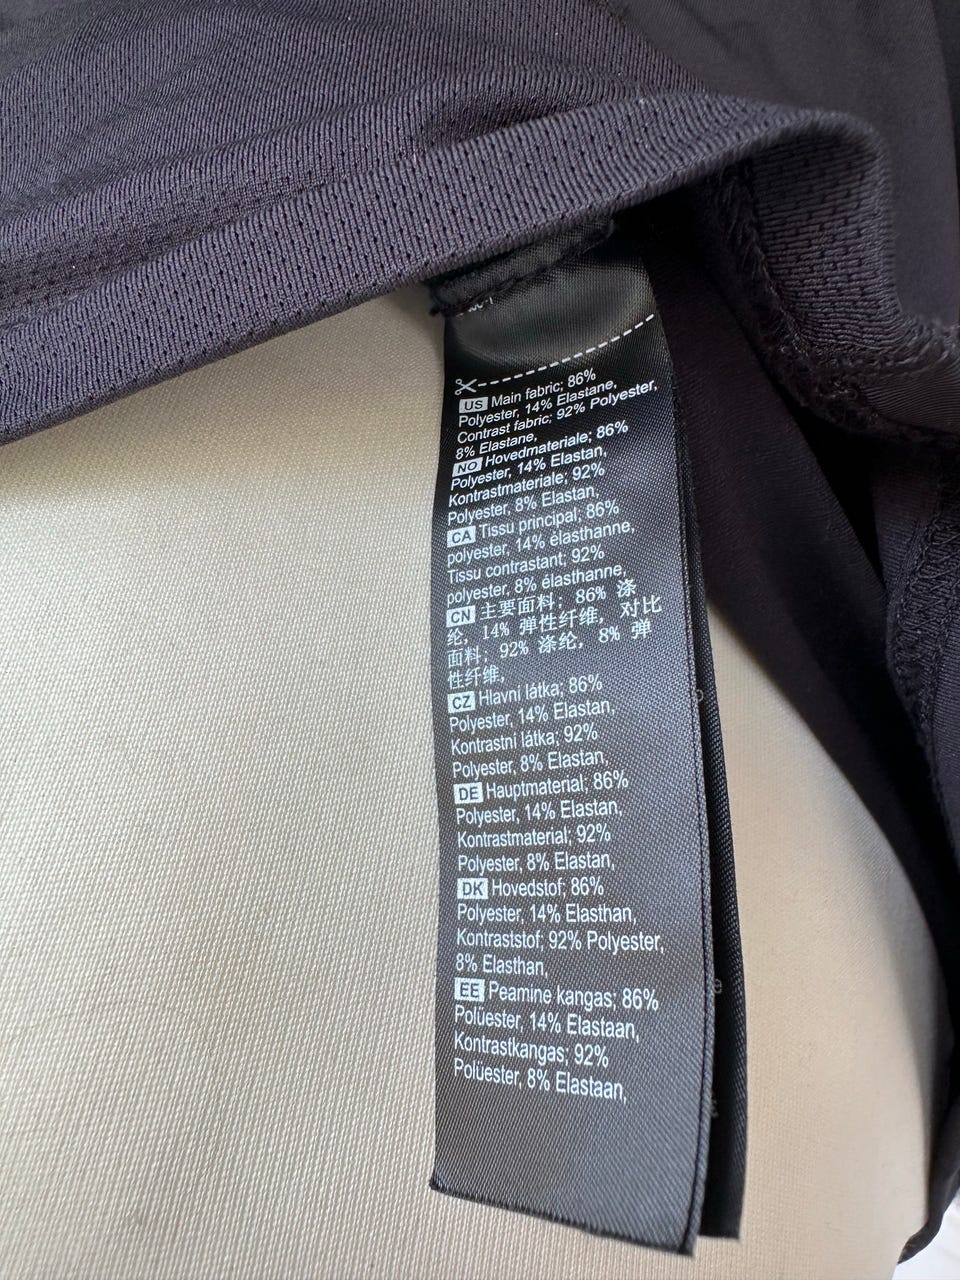 US Main fabric; 86%
Polyester, 14% Elastane,
Contrast fabric; 92% Polyester,
8% Elastane,
NO Hovedmateriale; 86%
Polyester, 14% Elastan,
Kontrastmateriale; 92%
Polyester, 8% Elastan,
CA Tissu principal; 86%
polyester, 14% élasthanne,
Tissu contrastant; 92%
polyester, 8% élasthanne,
CN 主要面料; 86% 涤
纶, 14% 弹性纤维, 对比
面料; 92% 涤纶, 8% 弹
性纤维,
CZ Hlavní látka; 86%
Polyester, 14% Elastan,
Kontrastní látka; 92%
Polyester, 8% Elastan,
DE Hauptmaterial; 86%
Polyester, 14% Elastan,
Kontrastmaterial; 92%
Polyester, 8% Elastan,
DK Hovedstof; 86%
Polyester, 14% Elasthan,
Kontraststof; 92% Polyester,
8% Elasthan,
EE Peamine kangas; 86%
Polüester, 14% Elastaan,
Kontrastkangas; 92%
Polüester, 8% Elastaan,